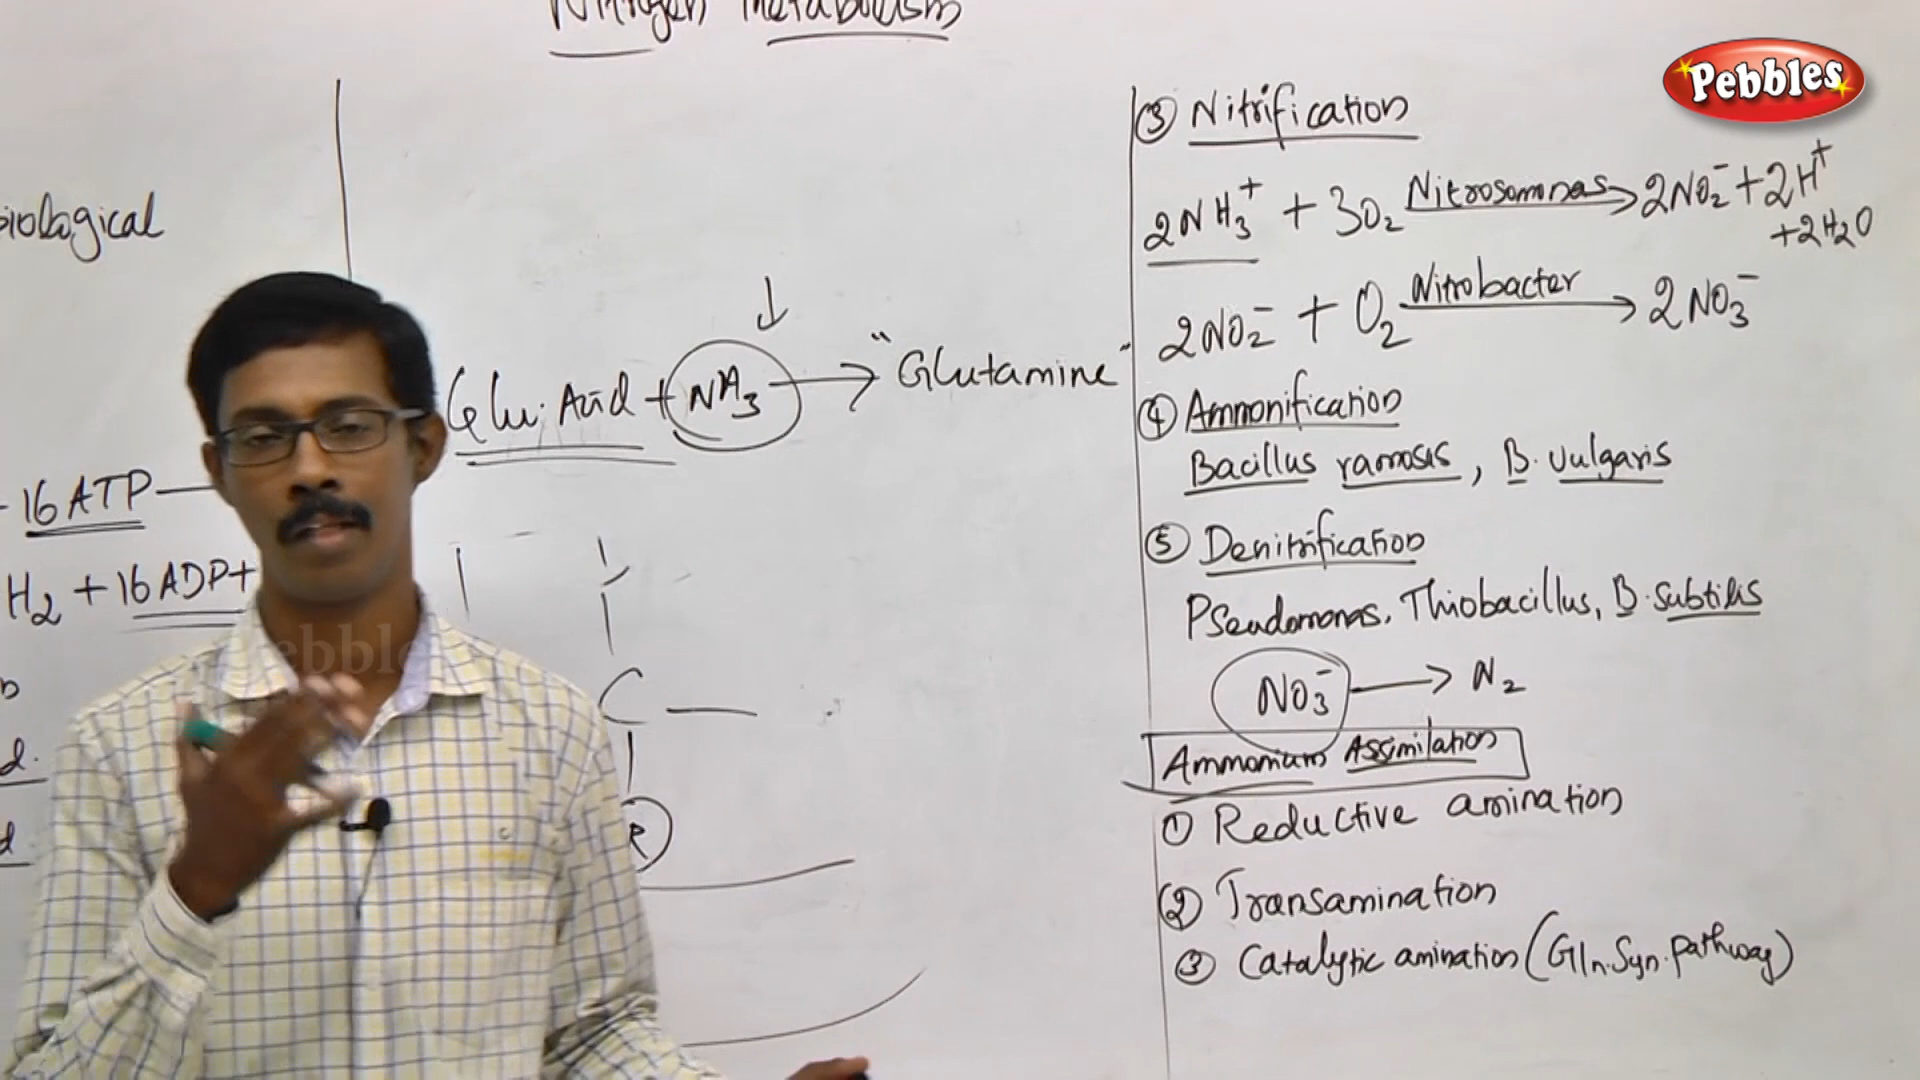 Nitrogen Metabolism
Pebbles
biological
16 ATP
H2 + 16 ADP +
Glu. Acid + NH3 → "Glutamine"
C
R
③ Nitrification
2NH3+ + 3O2 Nitrosomonas → 2NO2- + 2H+
+2H2O
2NO2- + O2 Nitrobacter → 2NO3-
④ Ammonification
Bacillus ramosis, B. vulgaris
⑤ Denitrification
Pseudomonas, Thiobacillus, B. subtilis
NO3- → N2
Ammonium Assimilation
① Reductive amination
② Transamination
③ Catalytic amination (Gln. Syn. pathway)